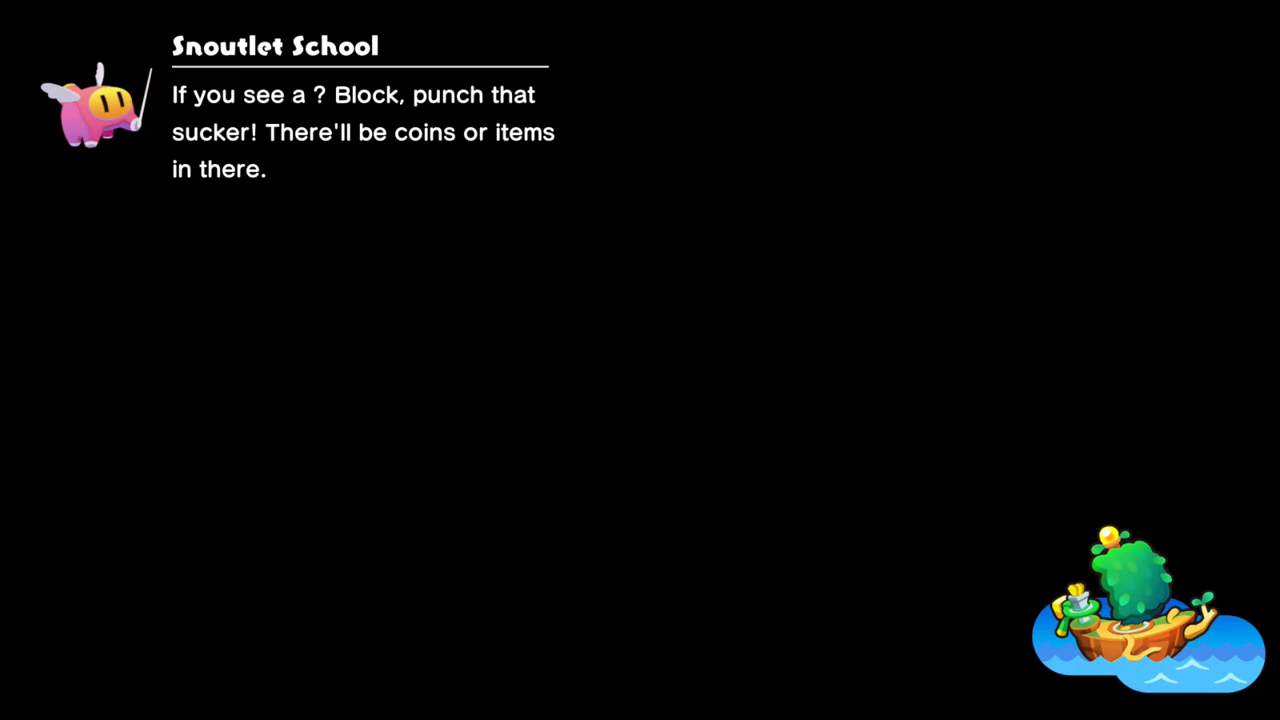 Snoutlet School
If you see a ? Block, punch that
sucker! There'll be coins or items
in there.